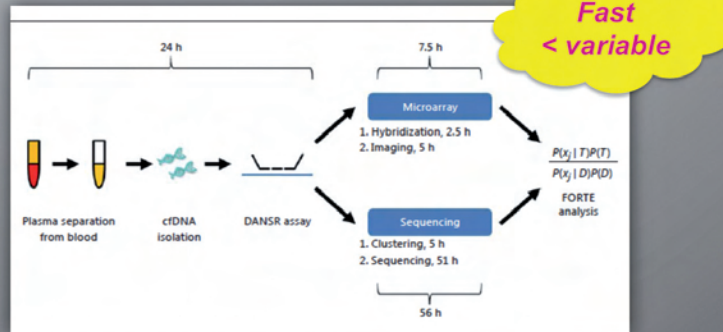 Fast
< variable
24 h
7.5 h
Microarray
1. Hybridization, 2.5 h
2. Imaging, 5 h
P(xj | T)P(T)
P(xj | D)P(D)
FORTE
analysis
Plasma separation
from blood
cfDNA
isolation
DANSR assay
Sequencing
1. Clustering, 5 h
2. Sequencing, 51 h
56 h